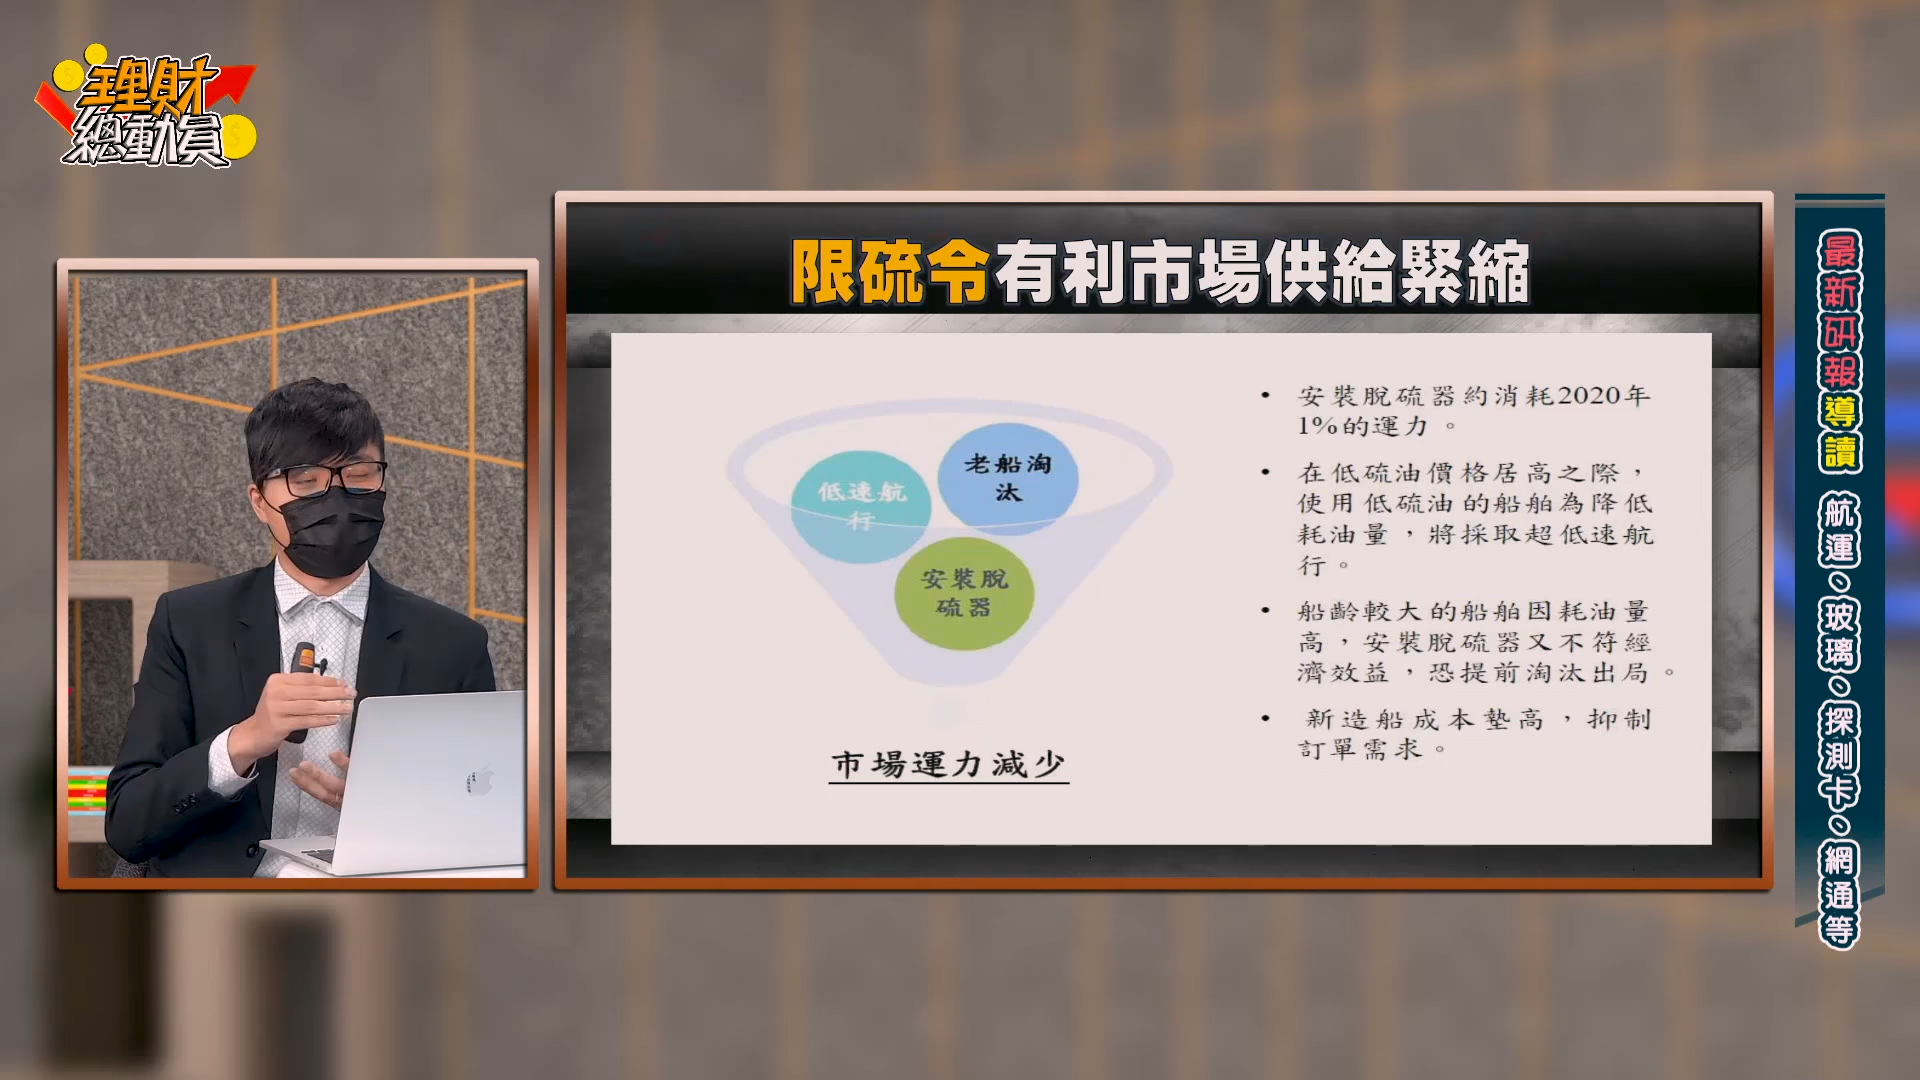 理財
總動員
限硫令有利市場供給緊縮
低速航
行
老船淘
汰
安裝脫
硫器
市場運力減少
• 安裝脫硫器約消耗2020年
1%的運力。
• 在低硫油價格居高之際，
使用低硫油的船舶為降低
耗油量，將採取超低速航
行。
• 船齡較大的船舶因耗油量
高，安裝脫硫器又不符經
濟效益，恐提前淘汰出局。
• 新造船成本墊高，抑制
訂單需求。
最新研報導讀 航運。玻璃。探測卡。網通等